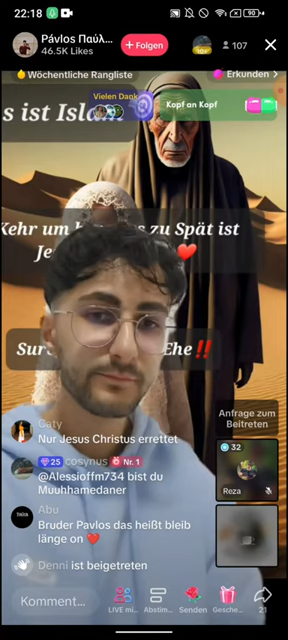 22:18
90
Pávlos Παύλ...
46.5K Likes
+ Folgen
10+
107
Wöchentliche Rangliste
Erkunden >
Vielen Dank
Kopf an Kopf
s ist Isla
Kehr um b s zu Spät ist
Je ❤️
Sur Ehe‼️
Anfrage zum
Beitreten
32
Reza
Caty
Nur Jesus Christus errettet
25 cosynus Nr. 1
@Alessioffm734 bist du
Muuhhamedaner
Abu
Bruder Pavlos das heißt bleib
länge on ❤️
Denni ist beigetreten
Komment...
LIVE mi...
Abstim...
Senden
Gesche...
21